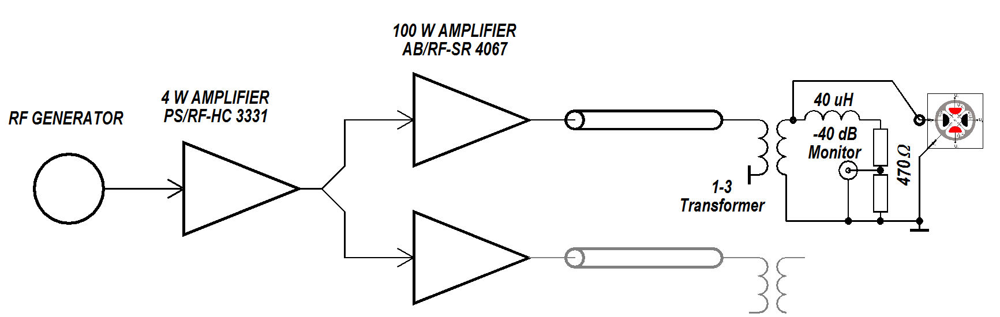 100 W AMPLIFIER
AB/RF-SR 4067
4 W AMPLIFIER
PS/RF-HC 3331
RF GENERATOR
40 uH
-40 dB
Monitor
470Ω
1-3
Transformer